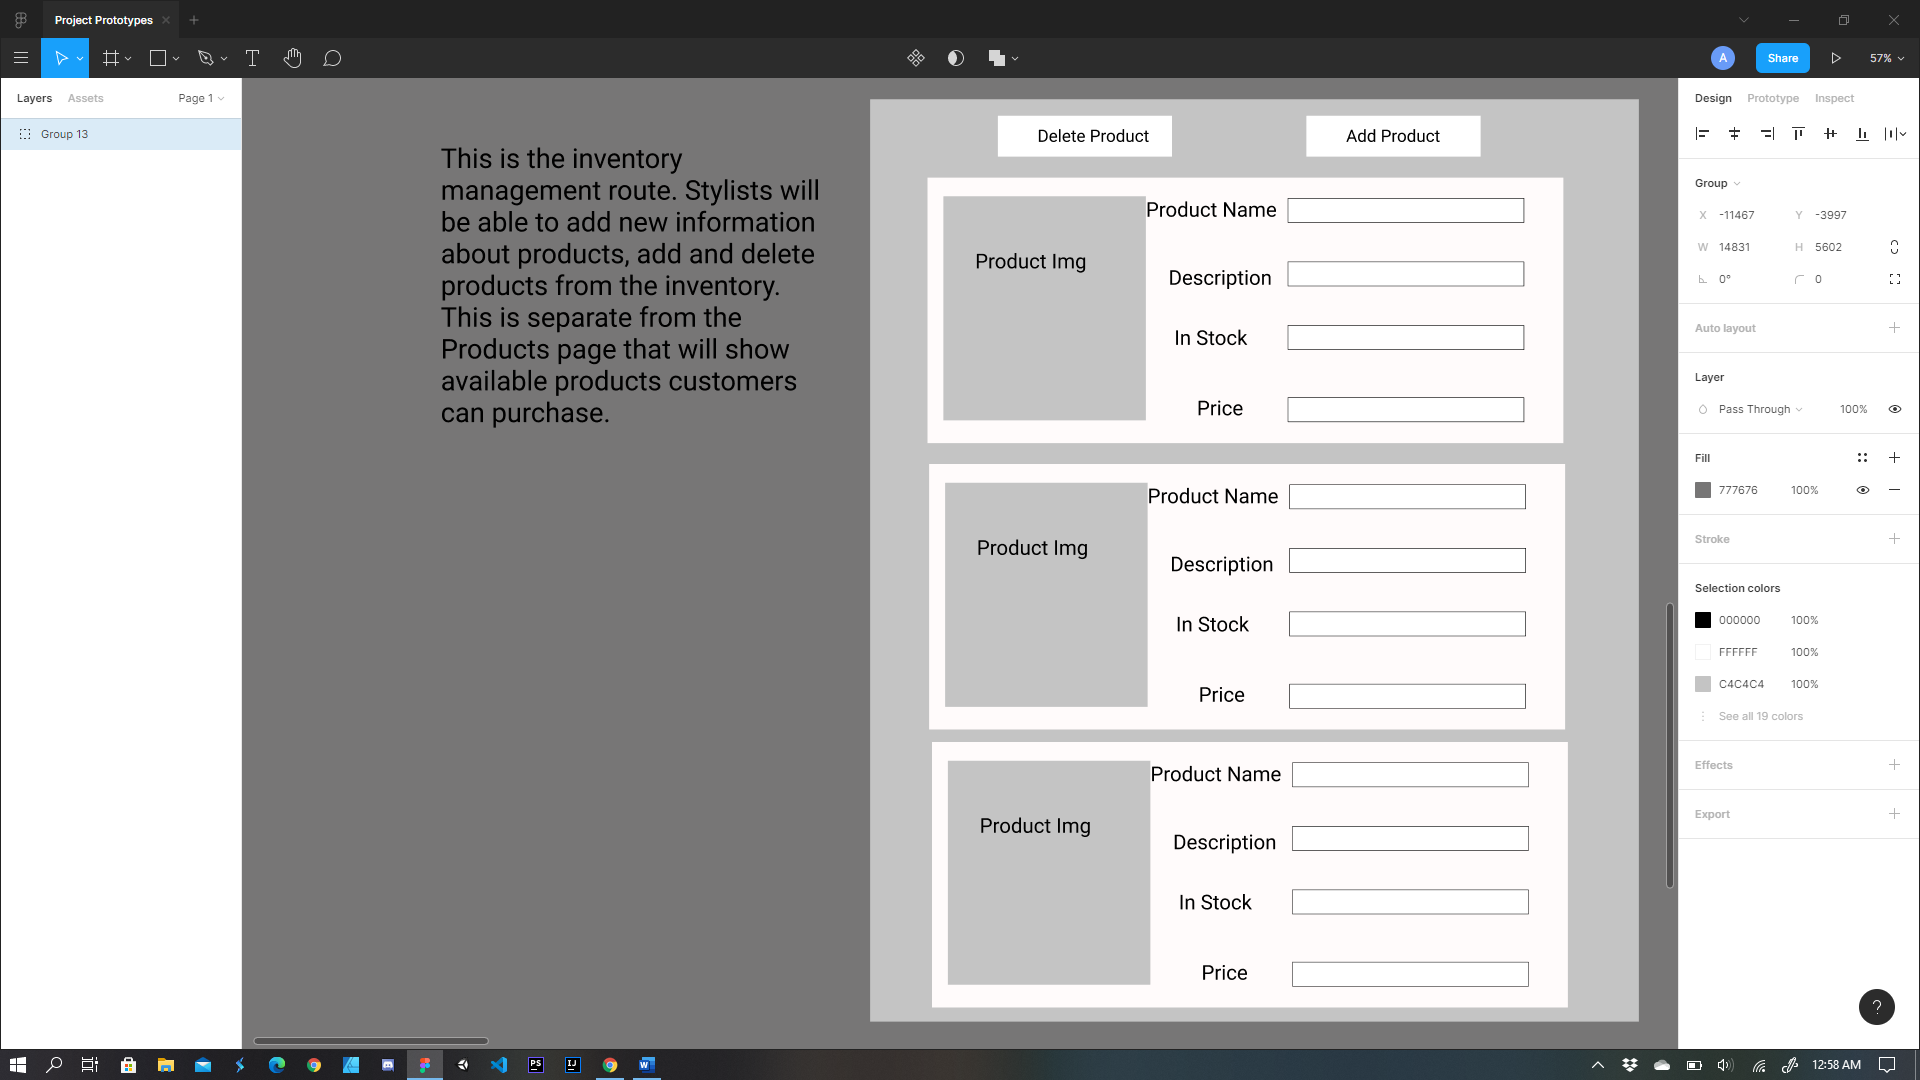 Project Prototypes
A
Share
57%
Layers
Assets
Page 1
Group 13
This is the inventory
management route. Stylists will
be able to add new information
about products, add and delete
products from the inventory.
This is separate from the
Products page that will show
available products customers
can purchase.
Delete Product
Add Product
Product Img
Product Name
Description
In Stock
Price
Product Img
Product Name
Description
In Stock
Price
Product Img
Product Name
Description
In Stock
Price
Design
Prototype
Inspect
Group
X -11467 Y -3997
W 14831 H 5602
0° 0
Auto layout
Layer
Pass Through 100%
Fill
777676 100%
Stroke
Selection colors
000000 100%
FFFFFF 100%
C4C4C4 100%
See all 19 colors
Effects
Export
?
PS
IJ
W
12:58 AM